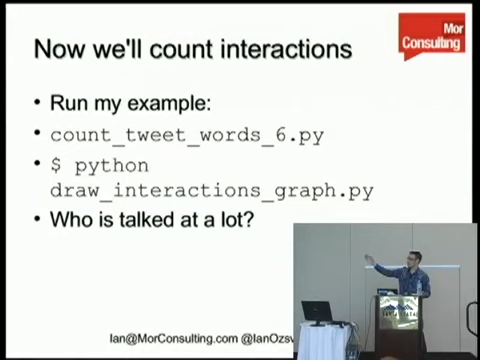 Now we'll count interactions
Mor
Consulting
• Run my example:
• count_tweet_words_6.py
• $ python
draw_interactions_graph.py
• Who is talked at a lot?
Ian@MorConsulting.com @IanOzsv